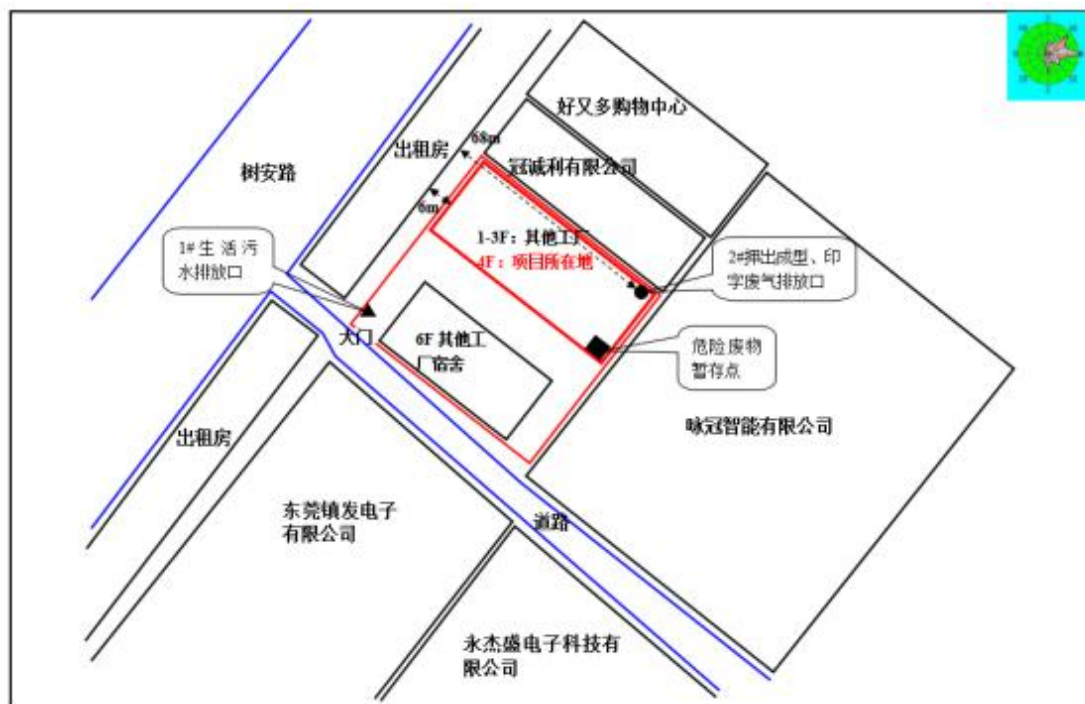 好又多购物中心
出租房
68m
树安路
冠诚利有限公司
6m
1#生活污
水排放口
1-3F：其他工厂
4F：项目所在地
2#押出成型、印
字废气排放口
大门
6F 其他工
厂宿舍
危险废物
暂存点
咏冠智能有限公司
出租房
东莞镇发电子
有限公司
道路
永杰盛电子科技有
限公司